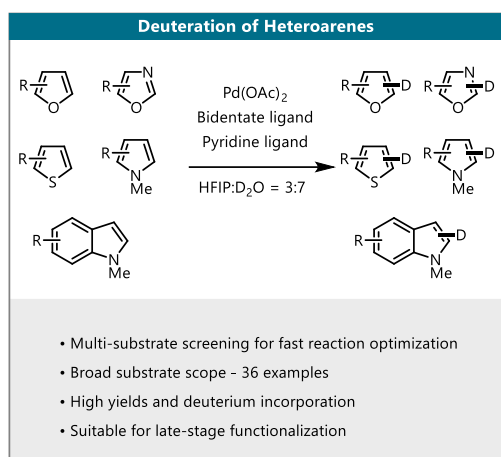 Deuteration of Heteroarenes
R
O
R
N
O
R
S
R
N
Me
R
N
Me
Pd(OAc)₂
Bidentate ligand
Pyridine ligand
HFIP:D₂O = 3:7
R
D
O
R
N
D
O
R
D
S
R
D
N
Me
R
D
N
Me
• Multi-substrate screening for fast reaction optimization
• Broad substrate scope - 36 examples
• High yields and deuterium incorporation
• Suitable for late-stage functionalization